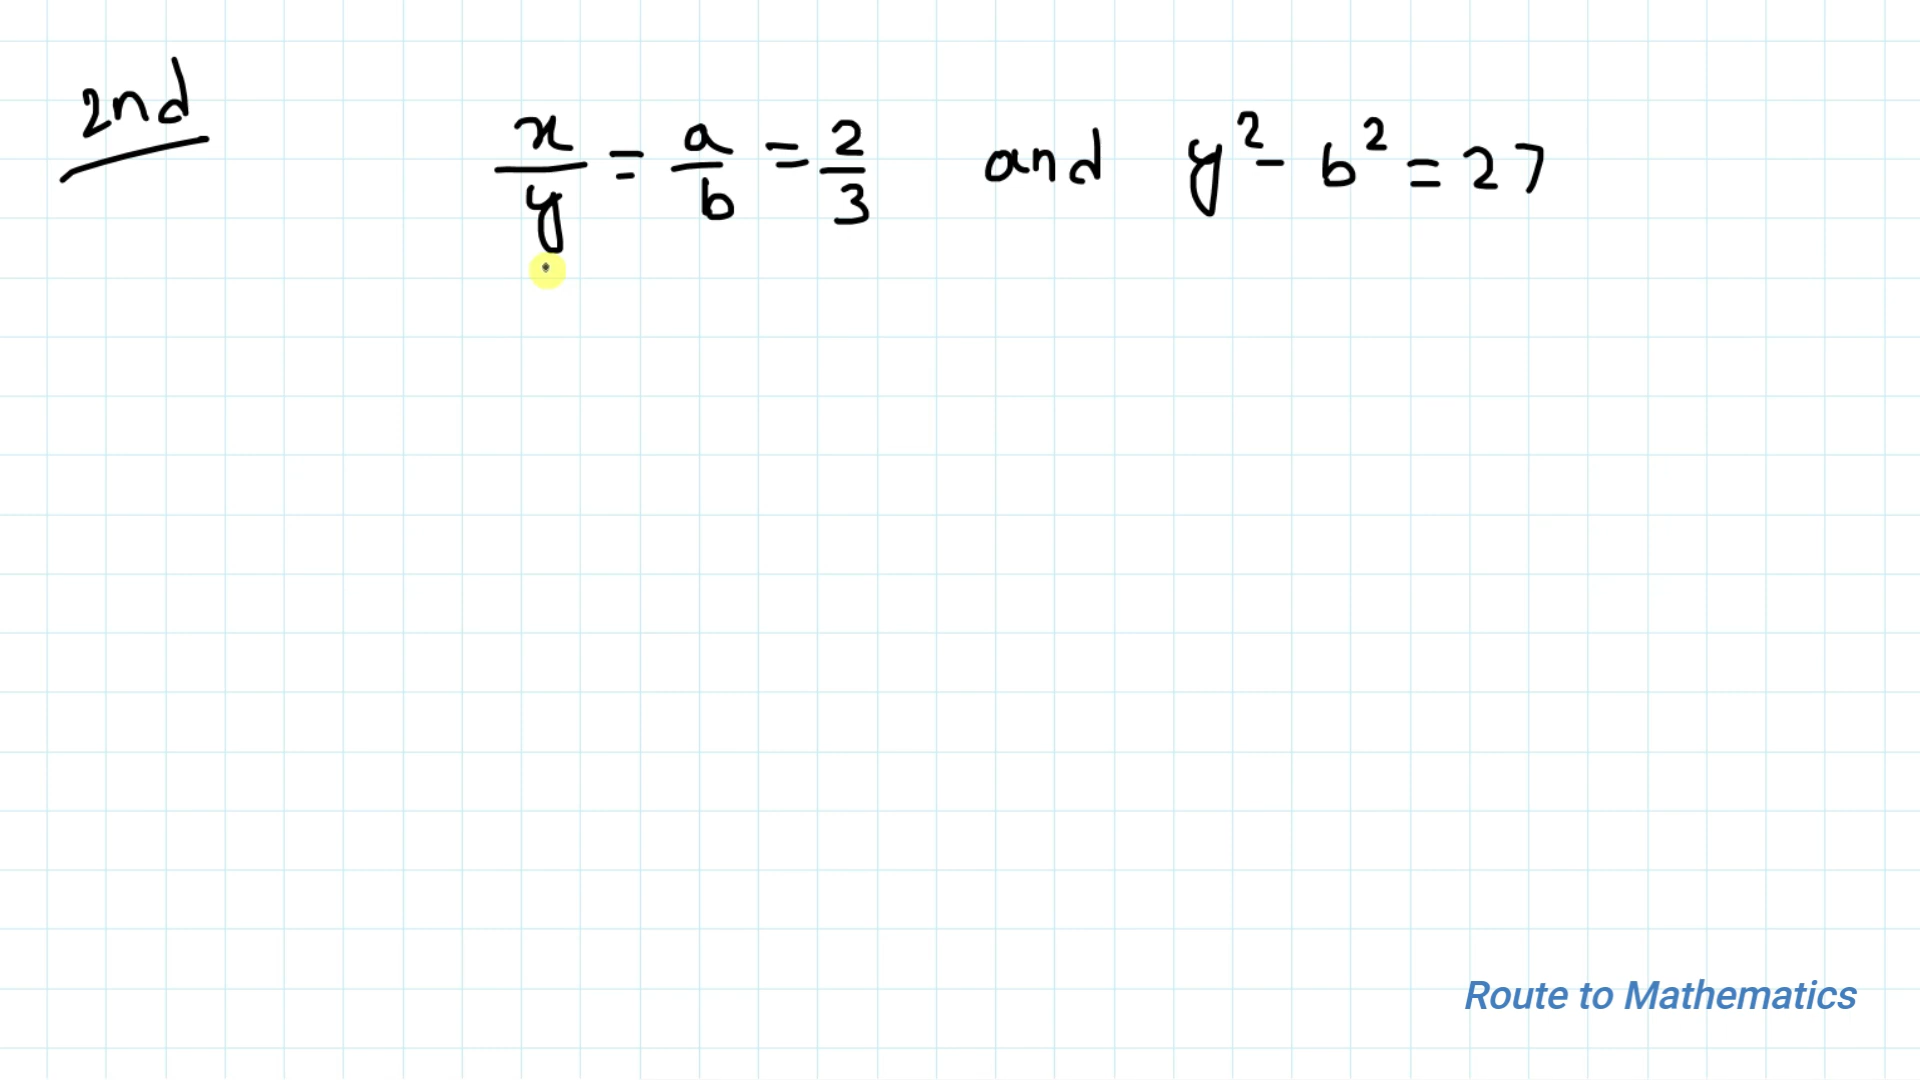 2nd
x/y = a/b = 2/3 and y² - b² = 27
Route to Mathematics